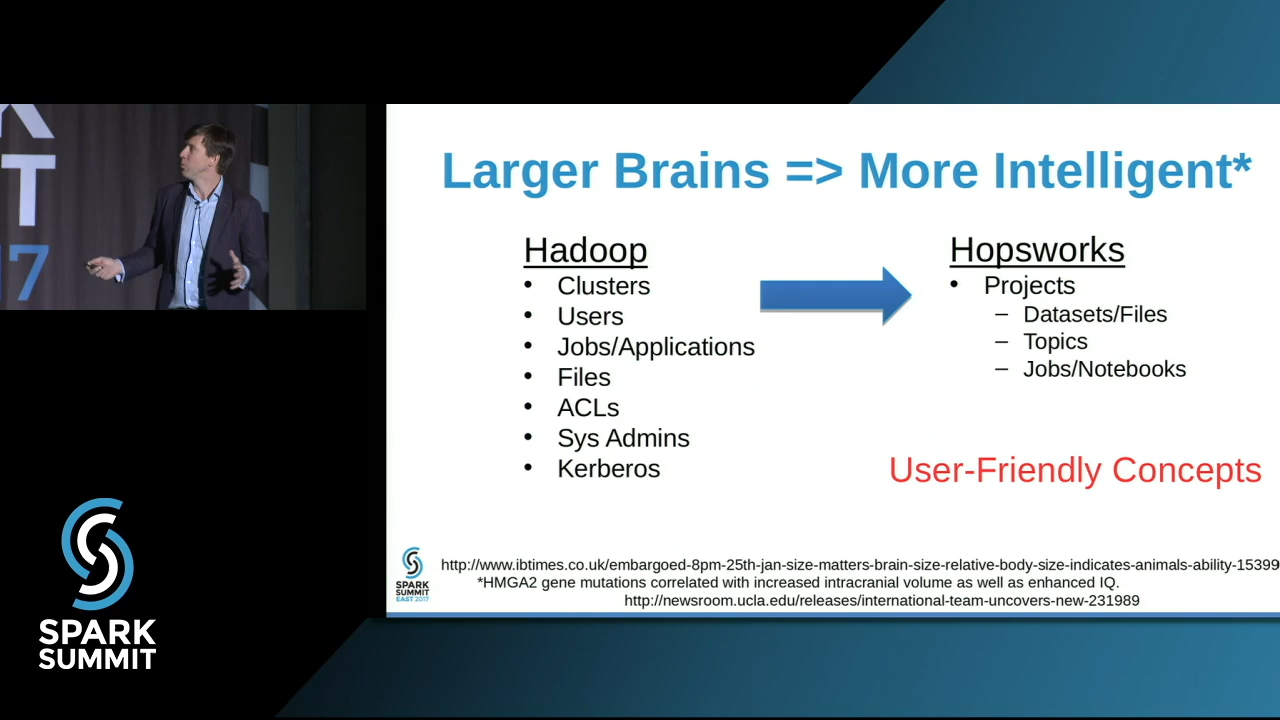 K
T
17
Larger Brains => More Intelligent*
Hadoop
• Clusters
• Users
• Jobs/Applications
• Files
• ACLs
• Sys Admins
• Kerberos
Hopsworks
• Projects
– Datasets/Files
– Topics
– Jobs/Notebooks
User-Friendly Concepts
http://www.ibtimes.co.uk/embargoed-8pm-25th-jan-size-matters-brain-size-relative-body-size-indicates-animals-ability-15399
*HMGA2 gene mutations correlated with increased intracranial volume as well as enhanced IQ.
http://newsroom.ucla.edu/releases/international-team-uncovers-new-231989
SPARK
SUMMIT
EAST 2017
SPARK
SUMMIT